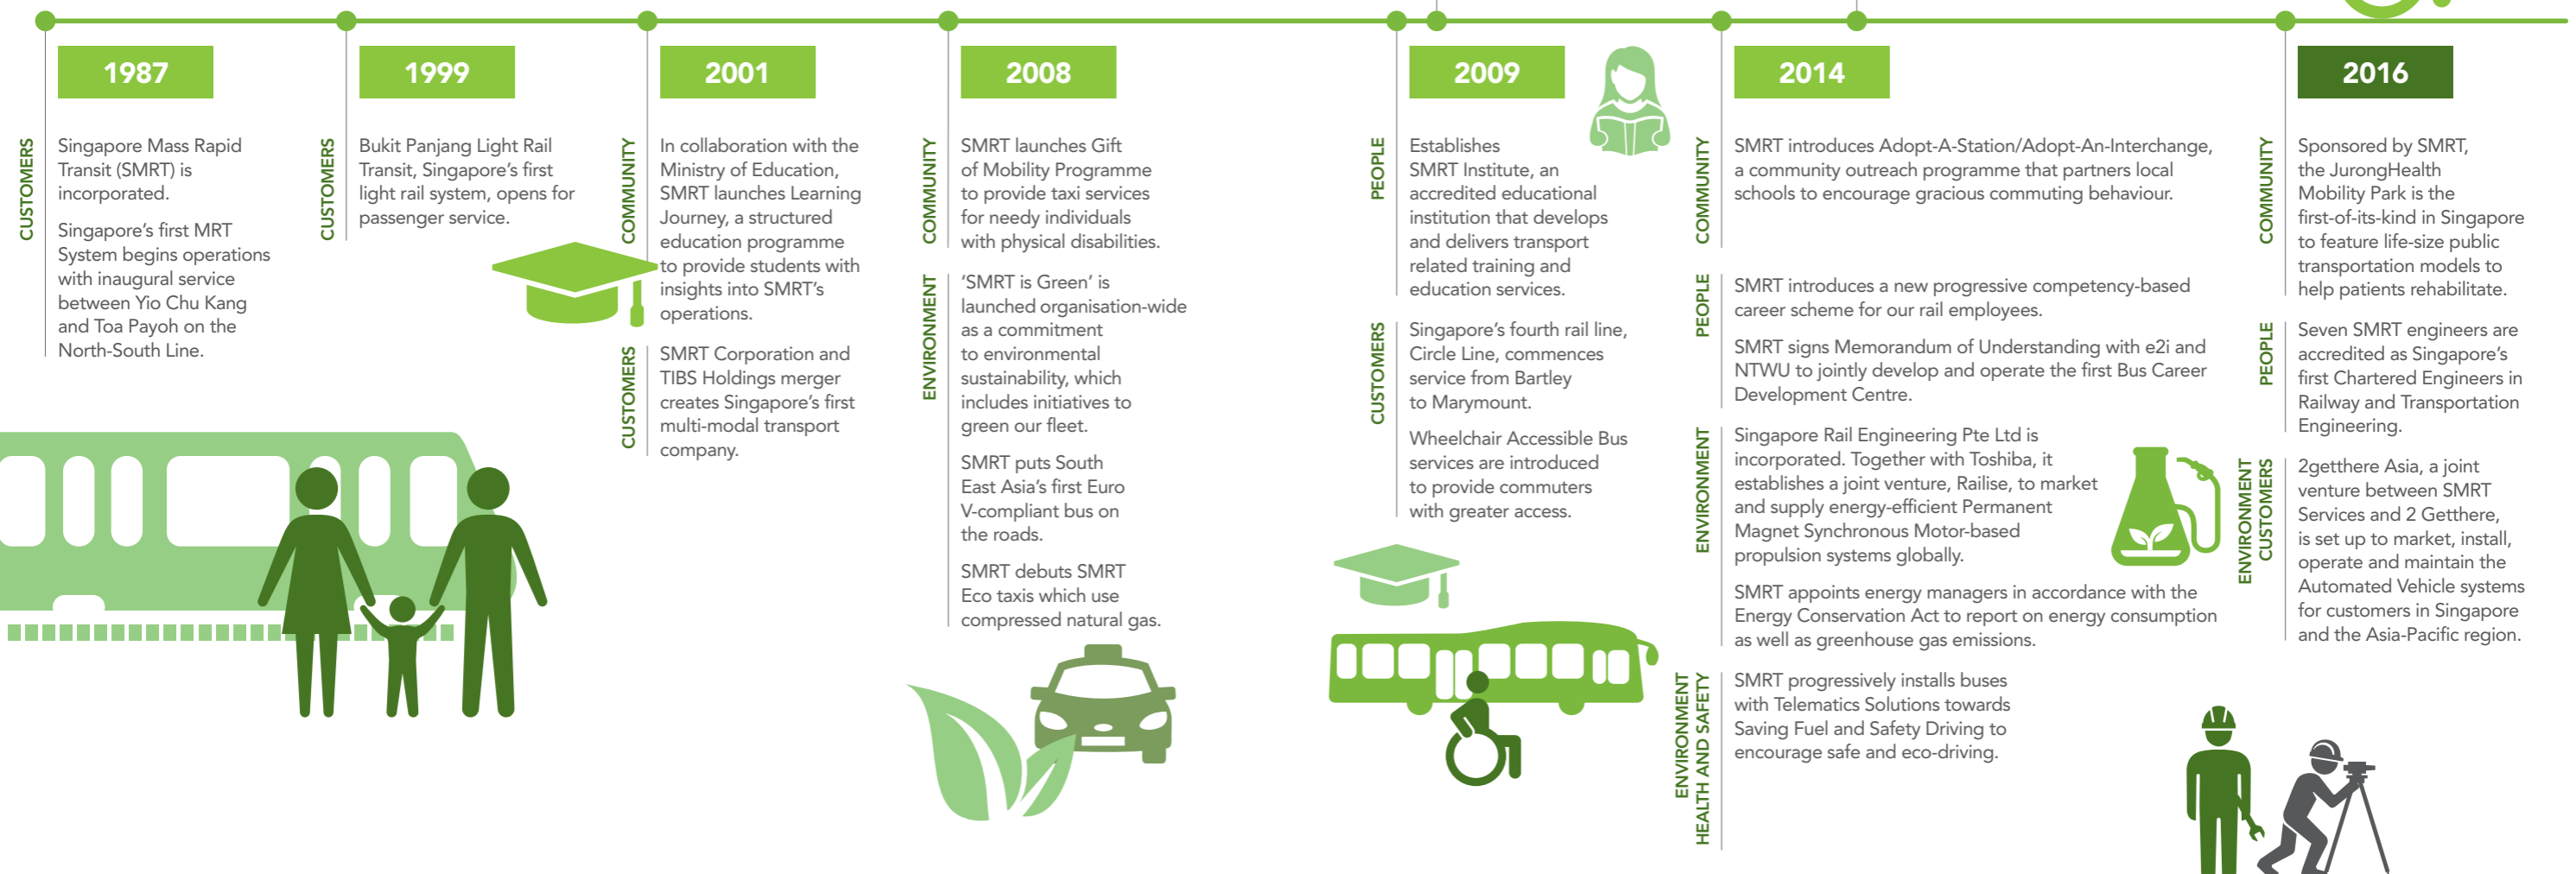 1987
CUSTOMERS
Singapore Mass Rapid
Transit (SMRT) is
incorporated.
Singapore's first MRT
System begins operations
with inaugural service
between Yio Chu Kang
and Toa Payoh on the
North-South Line.
1999
CUSTOMERS
Bukit Panjang Light Rail
Transit, Singapore's first
light rail system, opens for
passenger service.
2001
COMMUNITY
In collaboration with the
Ministry of Education,
SMRT launches Learning
Journey, a structured
education programme
to provide students with
insights into SMRT's
operations.
CUSTOMERS
SMRT Corporation and
TIBS Holdings merger
creates Singapore's first
multi-modal transport
company.
2008
COMMUNITY
SMRT launches Gift
of Mobility Programme
to provide taxi services
for needy individuals
with physical disabilities.
ENVIRONMENT
'SMRT is Green' is
launched organisation-wide
as a commitment
to environmental
sustainability, which
includes initiatives to
green our fleet.
SMRT puts South
East Asia's first Euro
V-compliant bus on
the roads.
SMRT debuts SMRT
Eco taxis which use
compressed natural gas.
2009
PEOPLE
Establishes
SMRT Institute, an
accredited educational
institution that develops
and delivers transport
related training and
education services.
CUSTOMERS
Singapore's fourth rail line,
Circle Line, commences
service from Bartley
to Marymount.
Wheelchair Accessible Bus
services are introduced
to provide commuters
with greater access.
2014
COMMUNITY
SMRT introduces Adopt-A-Station/Adopt-An-Interchange,
a community outreach programme that partners local
schools to encourage gracious commuting behaviour.
PEOPLE
SMRT introduces a new progressive competency-based
career scheme for our rail employees.
SMRT signs Memorandum of Understanding with e2i and
NTWU to jointly develop and operate the first Bus Career
Development Centre.
ENVIRONMENT
Singapore Rail Engineering Pte Ltd is
incorporated. Together with Toshiba, it
establishes a joint venture, Railise, to market
and supply energy-efficient Permanent
Magnet Synchronous Motor-based
propulsion systems globally.
SMRT appoints energy managers in accordance with the
Energy Conservation Act to report on energy consumption
as well as greenhouse gas emissions.
ENVIRONMENT
HEALTH AND SAFETY
SMRT progressively installs buses
with Telematics Solutions towards
Saving Fuel and Safety Driving to
encourage safe and eco-driving.
2016
COMMUNITY
Sponsored by SMRT,
the JurongHealth
Mobility Park is the
first-of-its-kind in Singapore
to feature life-size public
transportation models to
help patients rehabilitate.
PEOPLE
Seven SMRT engineers are
accredited as Singapore's
first Chartered Engineers in
Railway and Transportation
Engineering.
ENVIRONMENT
CUSTOMERS
2getthere Asia, a joint
venture between SMRT
Services and 2 Getthere,
is set up to market, install,
operate and maintain the
Automated Vehicle systems
for customers in Singapore
and the Asia-Pacific region.